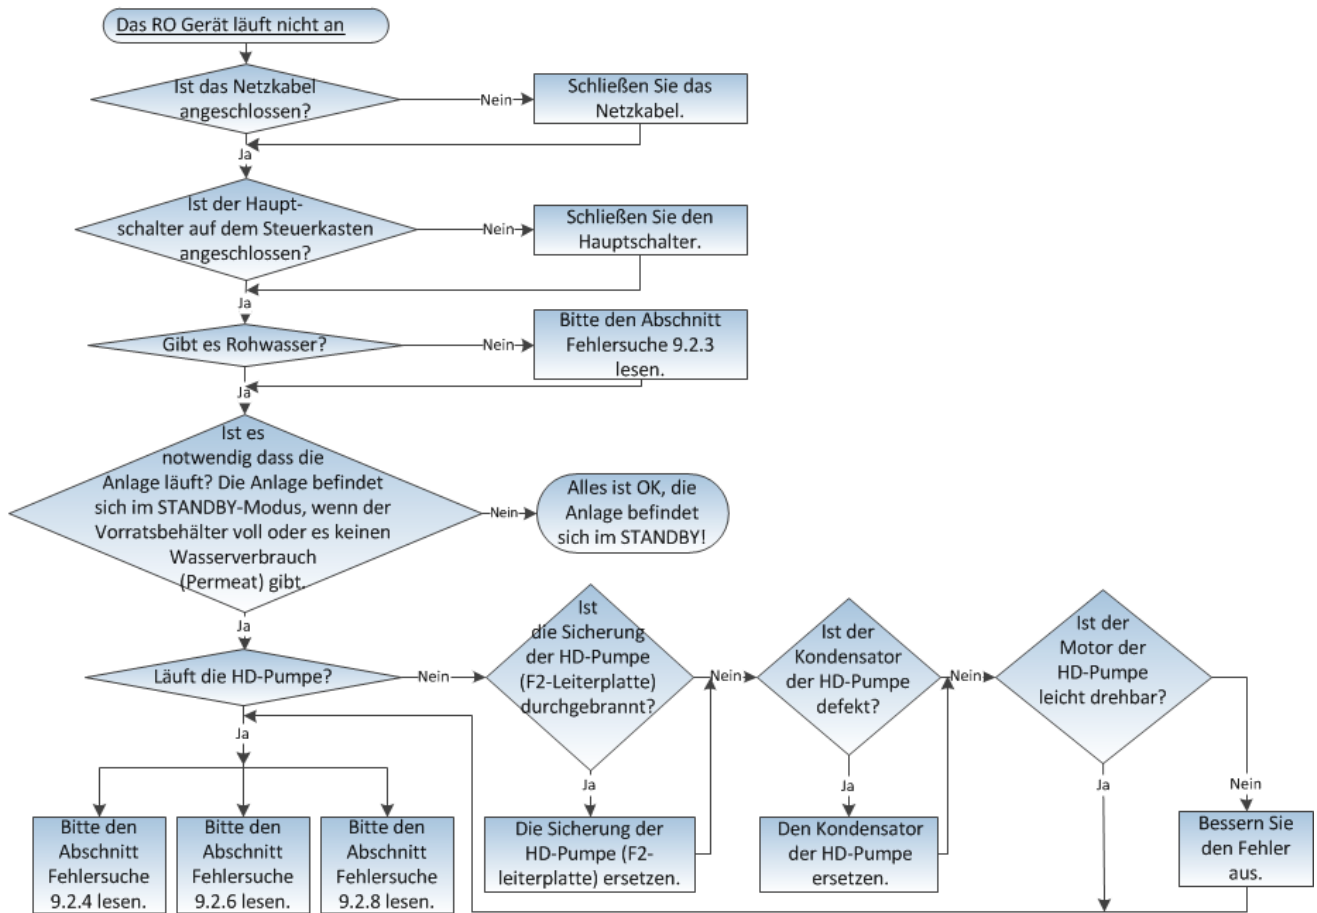 Das RO Gerät läuft nicht an
Ist das Netzkabel
angeschlossen?
Nein
Schließen Sie das
Netzkabel.
Ja
Ist der Haupt-
schalter auf dem Steuerkasten
angeschlossen?
Nein
Schließen Sie den
Hauptschalter.
Ja
Gibt es Rohwasser?
Nein
Bitte den Abschnitt
Fehlersuche 9.2.3
lesen.
Ja
Ist es
notwendig dass die
Anlage läuft? Die Anlage befindet
sich im STANDBY-Modus, wenn der
Vorratsbehälter voll oder es keinen
Wasserverbrauch
(Permeat) gibt.
Nein
Alles ist OK, die
Anlage befindet
sich im STANDBY!
Ja
Läuft die HD-Pumpe?
Nein
Ist
die Sicherung
der HD-Pumpe
(F2-Leiterplatte)
durchgebrannt?
Nein
Ist der
Kondensator
der HD-Pumpe
defekt?
Nein
Ist der
Motor der
HD-Pumpe
leicht drehbar?
Ja
Ja
Ja
Ja
Nein
Bitte den
Abschnitt
Fehlersuche
9.2.4 lesen.
Bitte den
Abschnitt
Fehlersuche
9.2.6 lesen.
Bitte den
Abschnitt
Fehlersuche
9.2.8 lesen.
Die Sicherung der
HD-Pumpe (F2-
leiterplatte) ersetzen.
Den Kondensator
der HD-Pumpe
ersetzen.
Bessern Sie
den Fehler
aus.